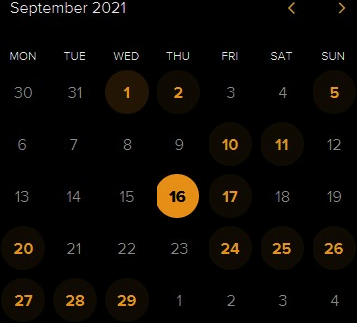 September 2021
MON TUE WED THU FRI SAT SUN
30 31 1 2 3 4 5
6 7 8 9 10 11 12
13 14 15 16 17 18 19
20 21 22 23 24 25 26
27 28 29 1 2 3 4